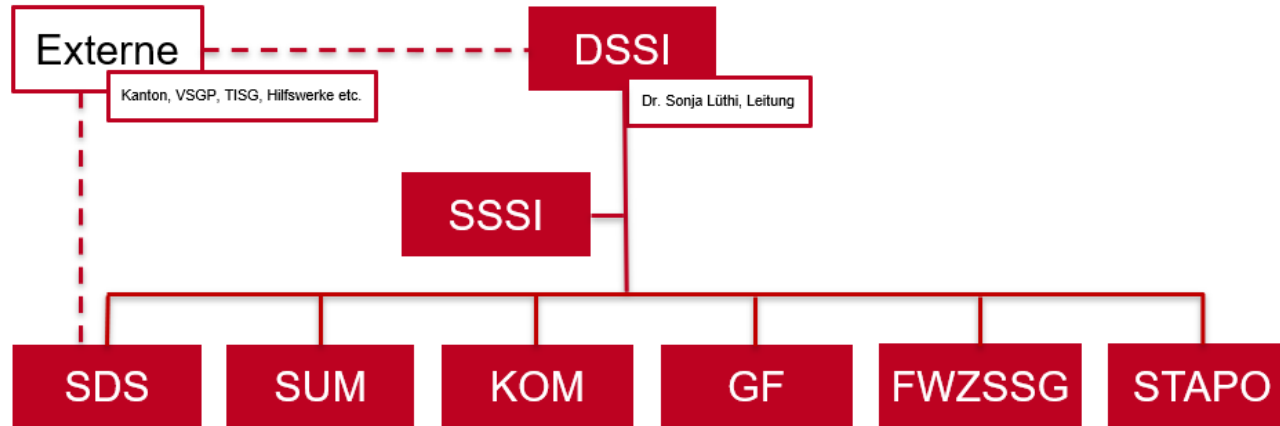 Externe
Kanton, VSGP, TISG, Hilfswerke etc.
DSSI
Dr. Sonja Lüthi, Leitung
SSSI
SDS
SUM
KOM
GF
FWZSSG
STAPO